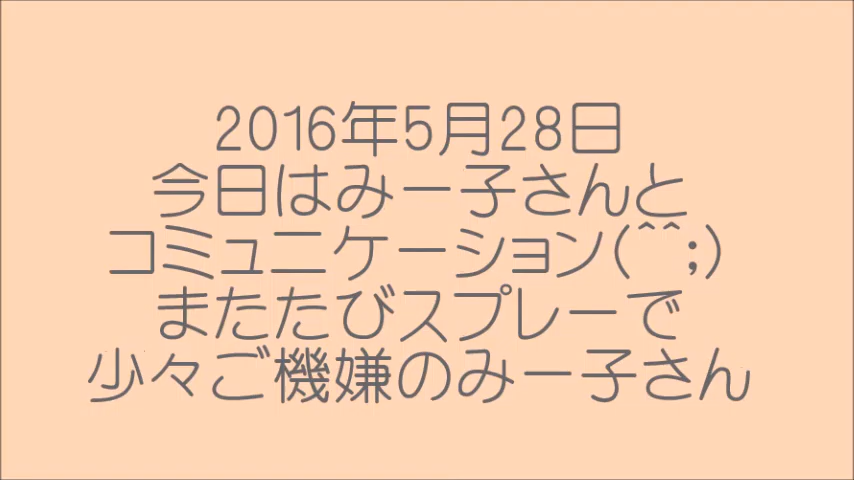 2016年5月28日
今日はみー子さんと
コミュニケーション(^^;)
またたびスプレーで
少々ご機嫌のみー子さん